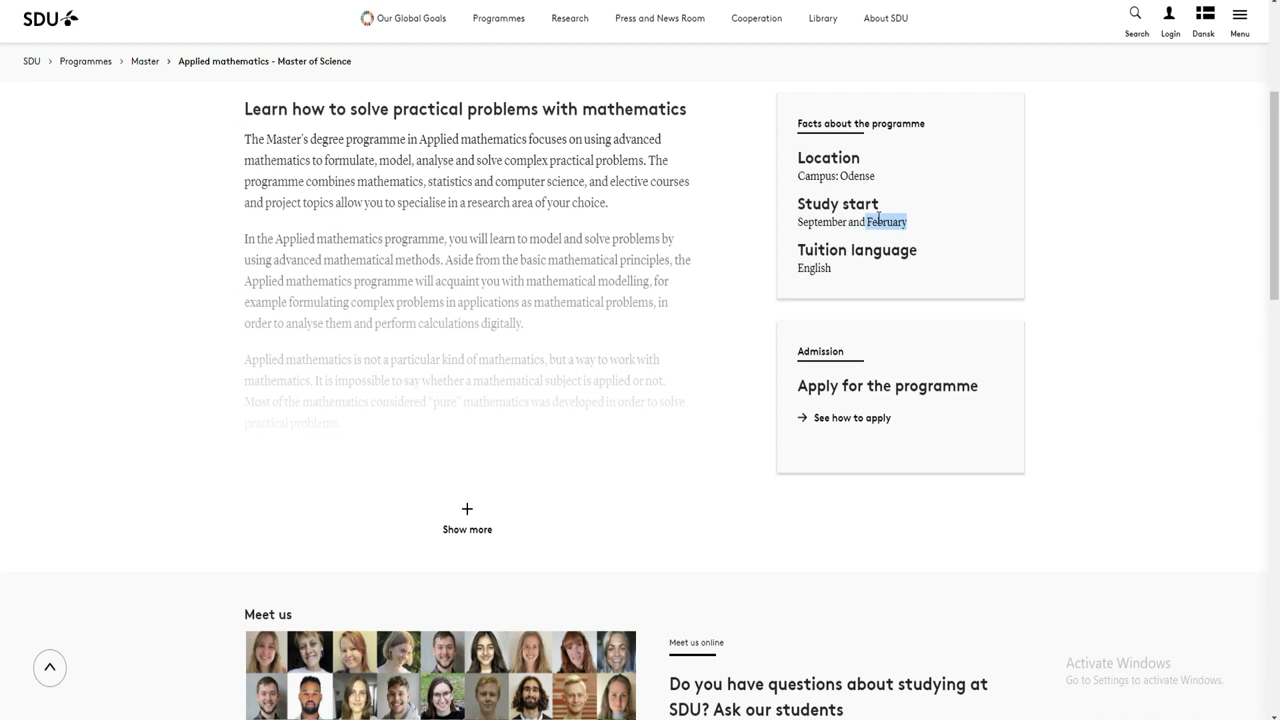 SDU
Our Global Goals
Programmes
Research
Press and News Room
Cooperation
Library
About SDU
Search
Login
Dansk
Menu
SDU > Programmes > Master > Applied mathematics - Master of Science
Learn how to solve practical problems with mathematics
The Master's degree programme in Applied mathematics focuses on using advanced
mathematics to formulate, model, analyse and solve complex practical problems. The
programme combines mathematics, statistics and computer science, and elective courses
and project topics allow you to specialise in a research area of your choice.
In the Applied mathematics programme, you will learn to model and solve problems by
using advanced mathematical methods. Aside from the basic mathematical principles, the
Applied mathematics programme will acquaint you with mathematical modelling, for
example formulating complex problems in applications as mathematical problems, in
order to analyse them and perform calculations digitally.
Applied mathematics is not a particular kind of mathematics, but a way to work with
mathematics. It is impossible to say whether a mathematical subject is applied or not.
Most of the mathematics considered "pure" mathematics was developed in order to solve
practical problems.
Show more
Facts about the programme
Location
Campus: Odense
Study start
September and February
Tuition language
English
Admission
Apply for the programme
See how to apply
Meet us
Meet us online
Do you have questions about studying at
SDU? Ask our students
Activate Windows
Go to Settings to activate Windows.